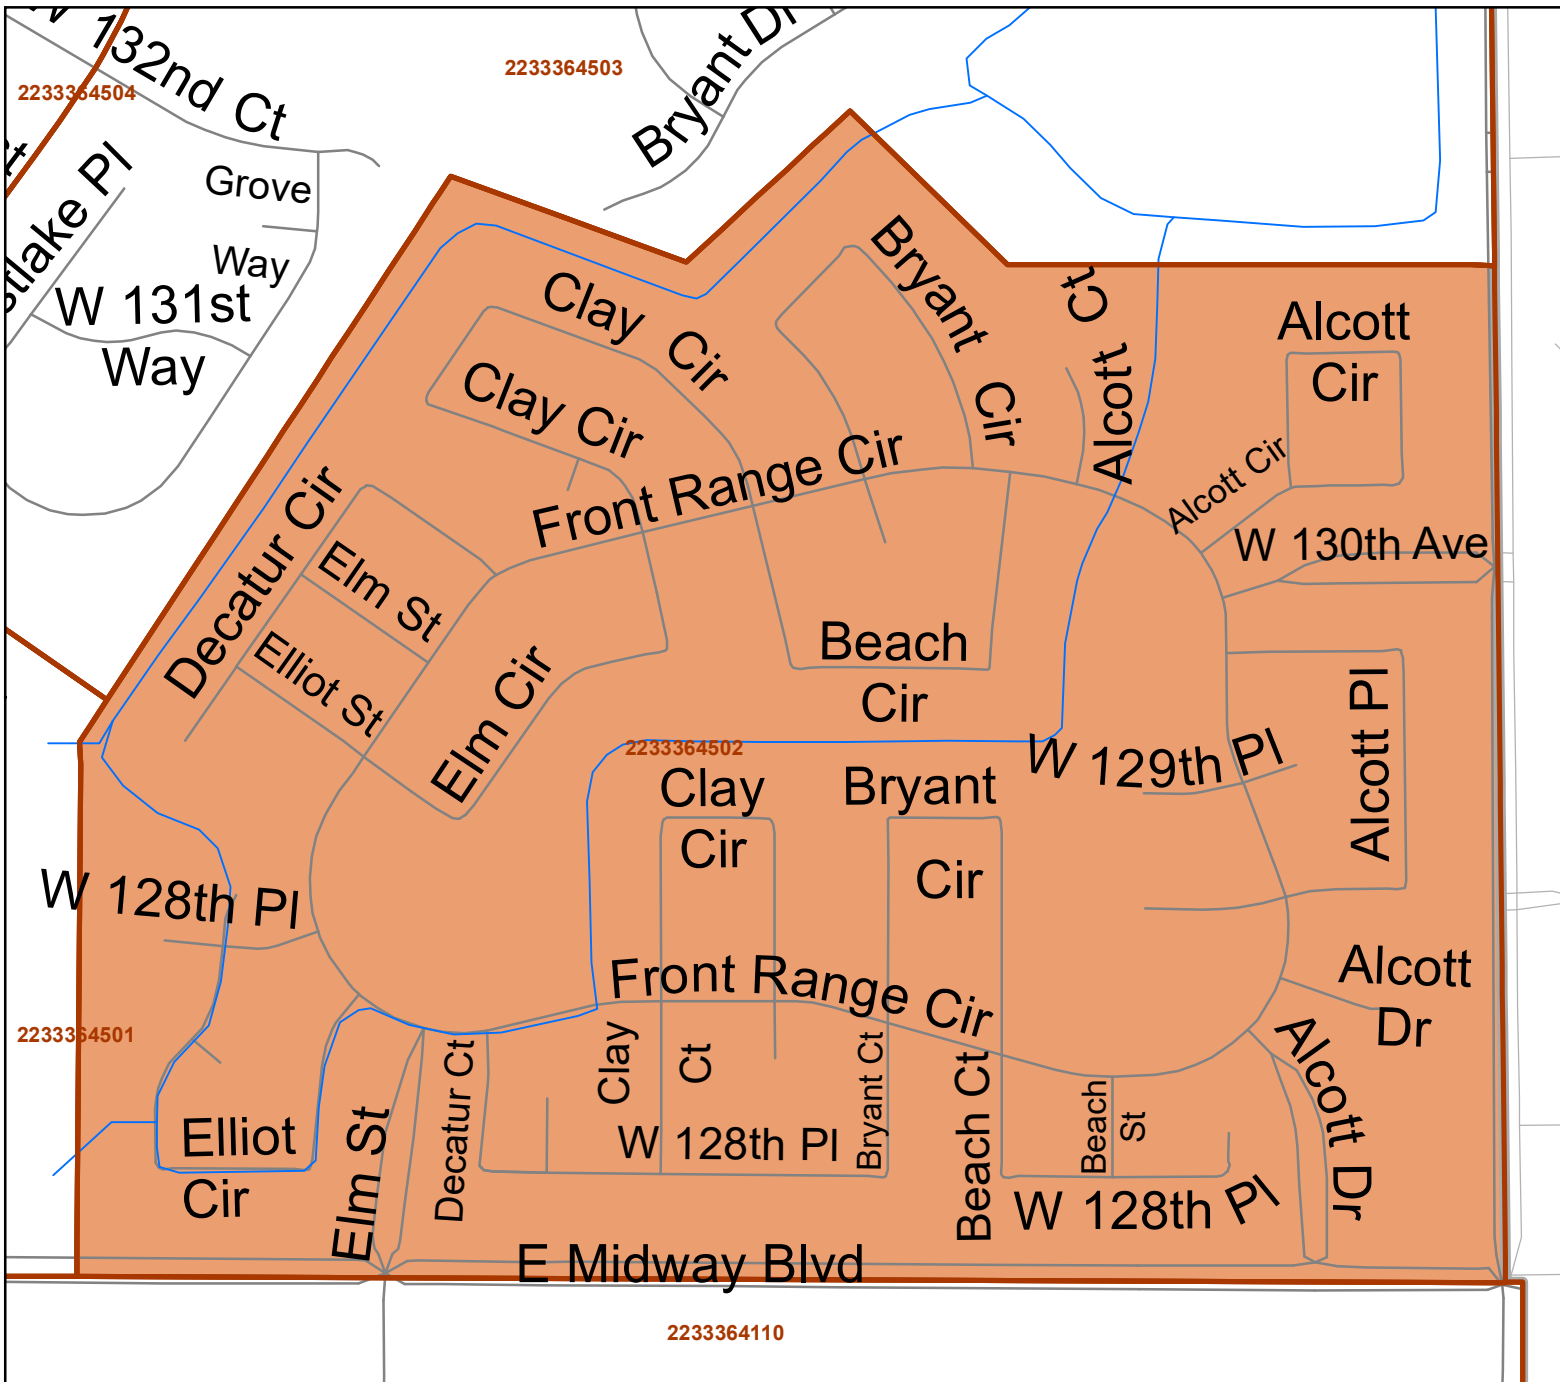 W 132nd Ct
2233364504
2233364503
Bryant Dr
Grove
Way
W 131st
Way
Clay Cir
Bryant Cir
Alcott Ct
Alcott
Cir
Clay Cir
Front Range Cir
Alcott Cir
W 130th Ave
Decatur Cir
Elm St
Elliot St
Elm Cir
Beach
Cir
2233364502
W 129th Pl
Alcott Pl
Clay
Cir
Bryant
Cir
W 128th Pl
Front Range Cir
Alcott
Dr
2233364501
Clay
Ct
Bryant Ct
Beach Ct
Beach
St
Alcott Dr
Decatur Ct
Elliot
Cir
Elm St
W 128th Pl
W 128th Pl
E Midway Blvd
2233364110